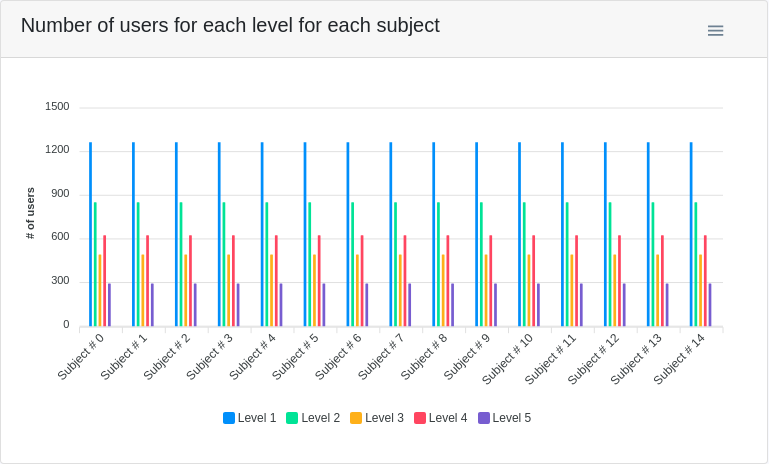 Number of users for each level for each subject
1500
1200
900
600
300
0
# of users
Subject # 0
Subject # 1
Subject # 2
Subject # 3
Subject # 4
Subject # 5
Subject # 6
Subject # 7
Subject # 8
Subject # 9
Subject # 10
Subject # 11
Subject # 12
Subject # 13
Subject # 14
Level 1 Level 2 Level 3 Level 4 Level 5